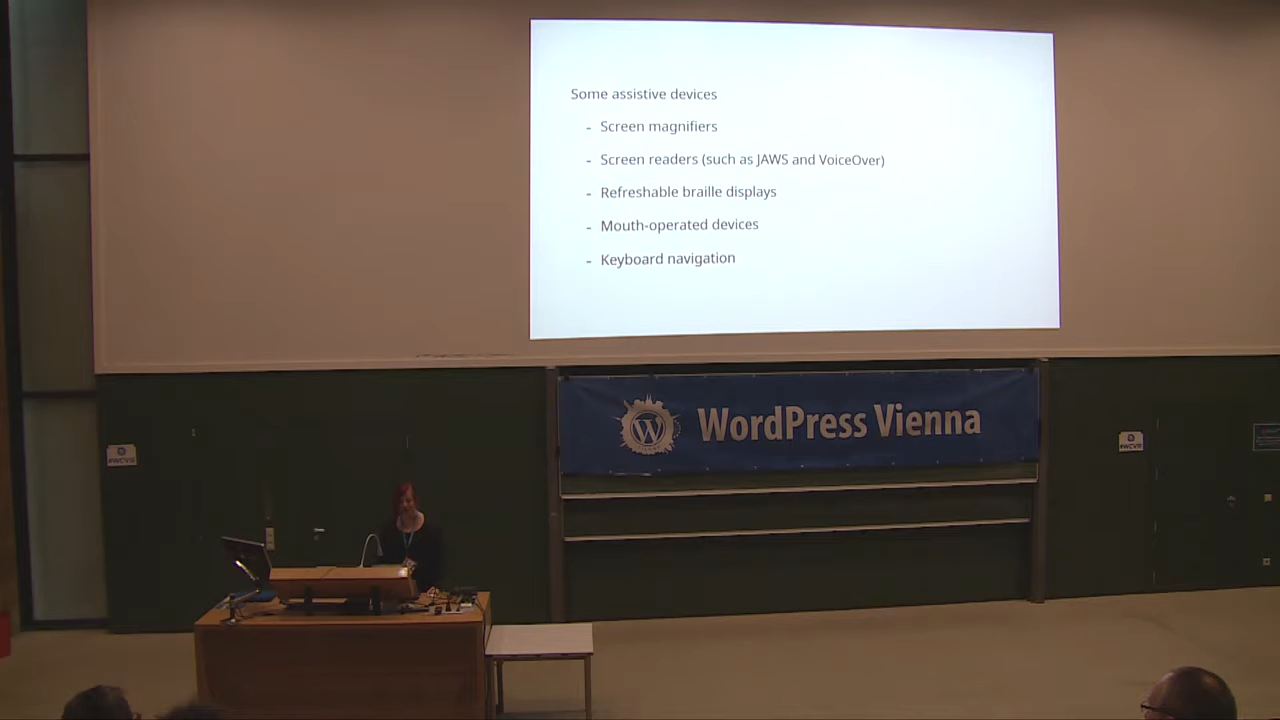 Some assistive devices
- Screen magnifiers
- Screen readers (such as JAWS and VoiceOver)
- Refreshable braille displays
- Mouth-operated devices
- Keyboard navigation
WordPress Vienna